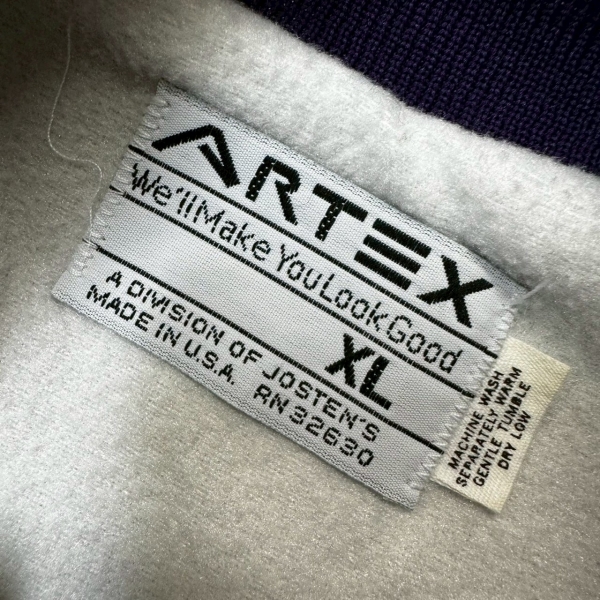 ARTEX
We'll Make You Look Good
XL
A DIVISION OF JOSTEN'S
MADE IN U.S.A. RN 32630
MACHINE WASH
SEPARATELY WARM
GENTLE TUMBLE
DRY LOW